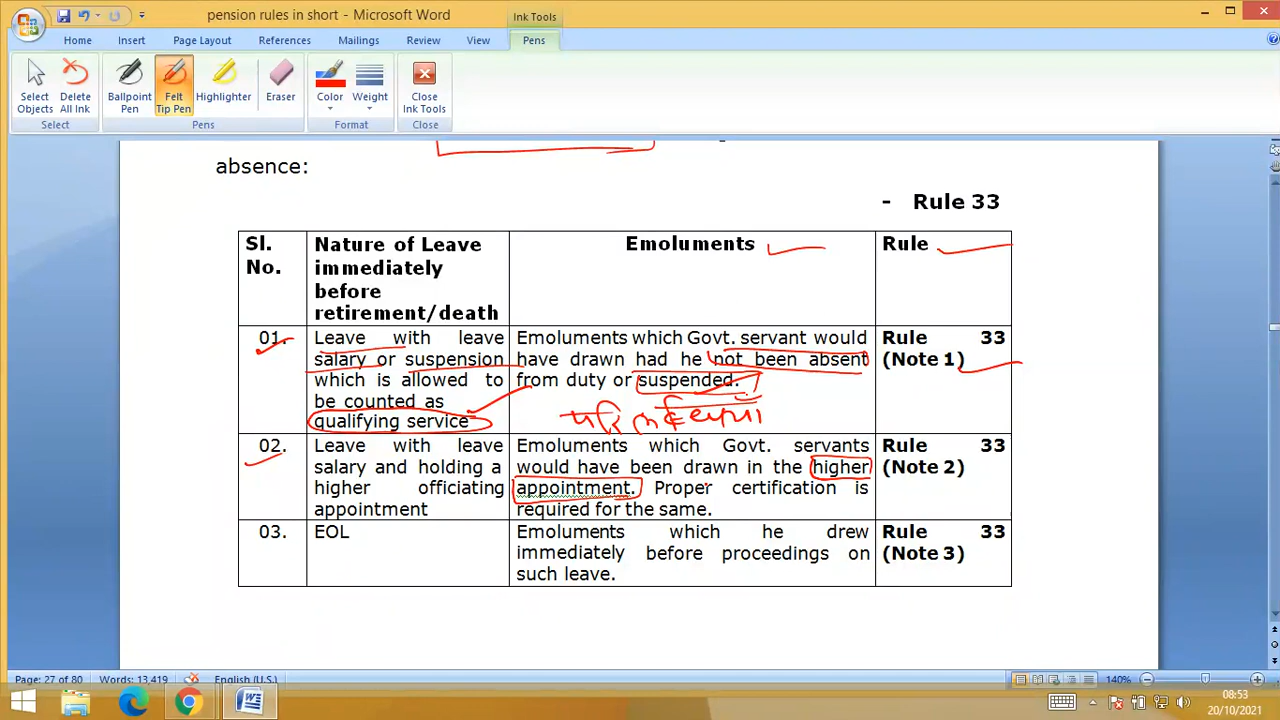 pension rules in short - Microsoft Word
Ink Tools
Home Insert Page Layout References Mailings Review View Pens
Select Objects
Delete All Ink
Ballpoint Pen
Felt Tip Pen
Highlighter
Eraser
Color
Weight
Close Ink Tools
Select Pens Format Close
absence:
- Rule 33
Sl. No.
Nature of Leave
immediately
before
retirement/death
Emoluments
Rule
01.
Leave with leave
salary or suspension
which is allowed to
be counted as
qualifying service
Emoluments which Govt. servant would
have drawn had he not been absent
from duty or suspended.
Rule 33
(Note 1)
02.
Leave with leave
salary and holding a
higher officiating
appointment
Emoluments which Govt. servants
would have been drawn in the higher
appointment. Proper certification is
required for the same.
Rule 33
(Note 2)
03.
EOL
Emoluments which he drew
immediately before proceedings on
such leave.
Rule 33
(Note 3)
Page: 27 of 80 Words: 13,419 English (U.S.) 140%
08:53
20/10/2021